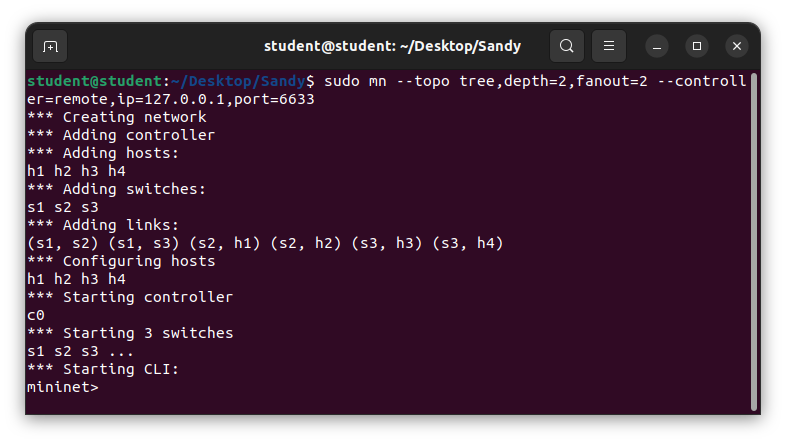 student@student: ~/Desktop/Sandy
student@student:~/Desktop/Sandy$ sudo mn --topo tree,depth=2,fanout=2 --controll
er=remote,ip=127.0.0.1,port=6633
*** Creating network
*** Adding controller
*** Adding hosts:
h1 h2 h3 h4
*** Adding switches:
s1 s2 s3
*** Adding links:
(s1, s2) (s1, s3) (s2, h1) (s2, h2) (s3, h3) (s3, h4)
*** Configuring hosts
h1 h2 h3 h4
*** Starting controller
c0
*** Starting 3 switches
s1 s2 s3 ...
*** Starting CLI:
mininet>